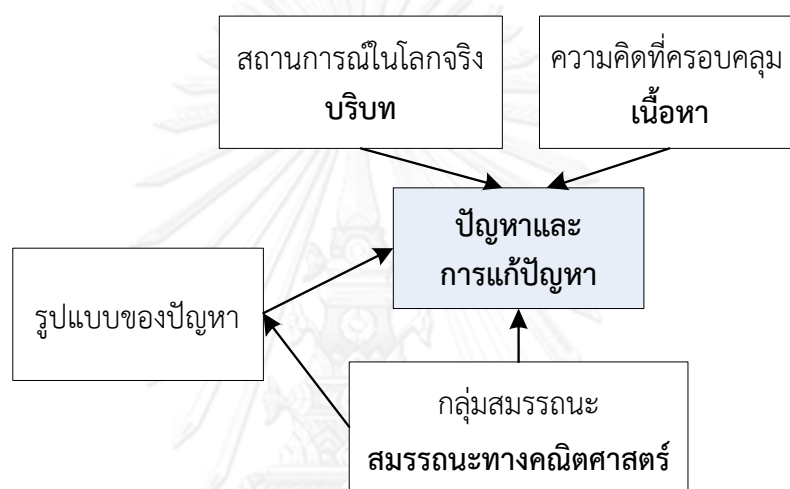 สถานการณ์ในโลกจริง
บริบท
ความคิดที่ครอบคลุม
เนื้อหา
ปัญหาและ
การแก้ปัญหา
รูปแบบของปัญหา
กลุ่มสมรรถนะ
สมรรถนะทางคณิตศาสตร์